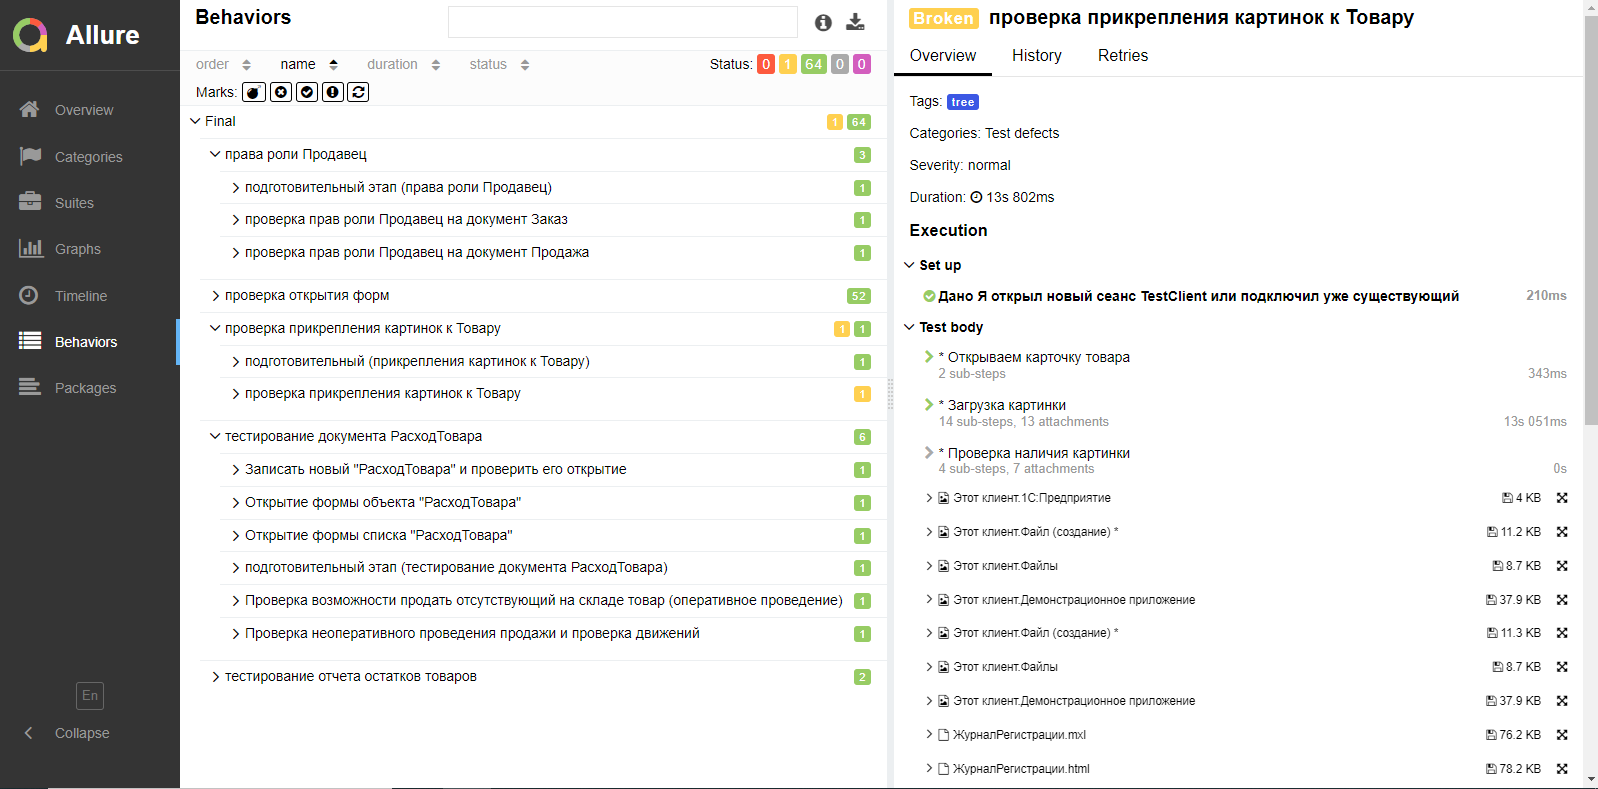 Allure
Overview
Categories
Suites
Graphs
Timeline
Behaviors
Packages
En
Collapse
Behaviors
order name duration status
Status: 0 1 64 0 0
Marks:
Final 1 64
права роли Продавец 3
подготовительный этап (права роли Продавец) 1
проверка прав роли Продавец на документ Заказ 1
проверка прав роли Продавец на документ Продажа 1
проверка открытия форм 52
проверка прикрепления картинок к Товару 1 1
подготовительный (прикрепления картинок к Товару) 1
проверка прикрепления картинок к Товару 1
тестирование документа РасходТовара 6
Записать новый "РасходТовара" и проверить его открытие 1
Открытие формы объекта "РасходТовара" 1
Открытие формы списка "РасходТовара" 1
подготовительный этап (тестирование документа РасходТовара) 1
Проверка возможности продать отсутствующий на складе товар (оперативное проведение) 1
Проверка неоперативного проведения продажи и проверка движений 1
тестирование отчета остатков товаров 2
Broken проверка прикрепления картинок к Товару
Overview History Retries
Tags: tree
Categories: Test defects
Severity: normal
Duration: 13s 802ms
Execution
Set up
Дано Я открыл новый сеанс TestClient или подключил уже существующий 210ms
Test body
* Открываем карточку товара
2 sub-steps 343ms
* Загрузка картинки
14 sub-steps, 13 attachments 13s 051ms
* Проверка наличия картинки
4 sub-steps, 7 attachments 0s
Этот клиент.1С:Предприятие 4 KB
Этот клиент.Файл (создание) * 11.2 KB
Этот клиент.Файлы 8.7 KB
Этот клиент.Демонстрационное приложение 37.9 KB
Этот клиент.Файл (создание) * 11.3 KB
Этот клиент.Файлы 8.7 KB
Этот клиент.Демонстрационное приложение 37.9 KB
ЖурналРегистрации.mxl 76.2 KB
ЖурналРегистрации.html 78.2 KB